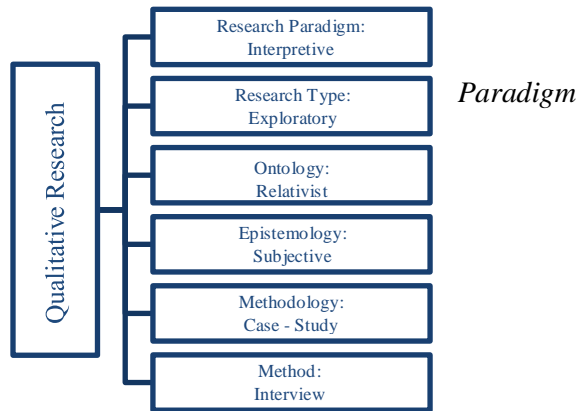 Qualitative Research
Research Paradigm:
Interpretive
Research Type:
Exploratory
Ontology:
Relativist
Epistemology:
Subjective
Methodology:
Case - Study
Method:
Interview
Paradigm